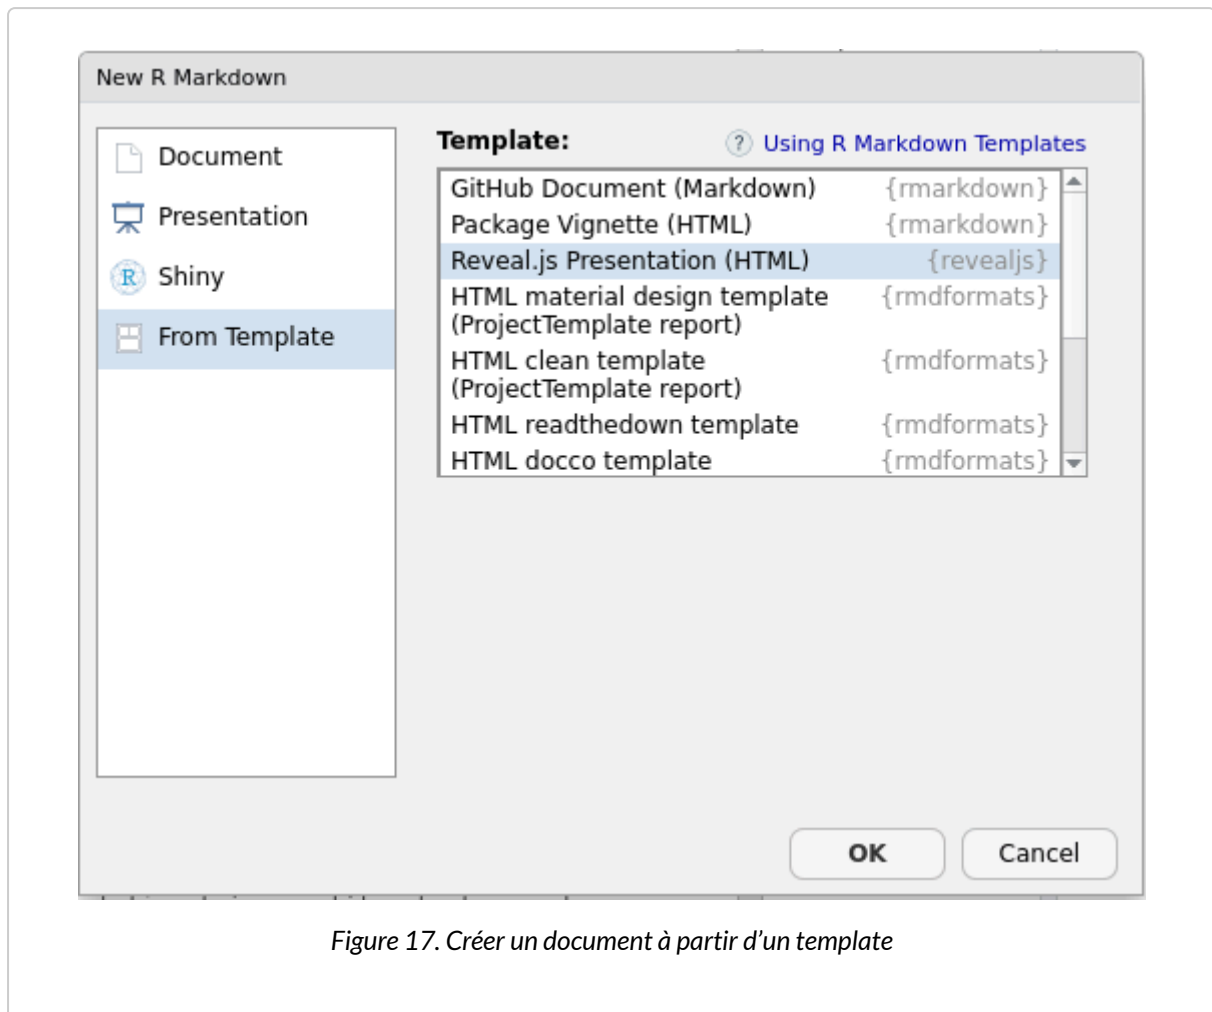 New R Markdown
Document
Presentation
Shiny
From Template
Template:
? Using R Markdown Templates
GitHub Document (Markdown) {rmarkdown}
Package Vignette (HTML) {rmarkdown}
Reveal.js Presentation (HTML) {revealjs}
HTML material design template {rmdformats}
(ProjectTemplate report)
HTML clean template {rmdformats}
(ProjectTemplate report)
HTML readthedown template {rmdformats}
HTML docco template {rmdformats}
OK Cancel
Figure 17. Créer un document à partir d’un template